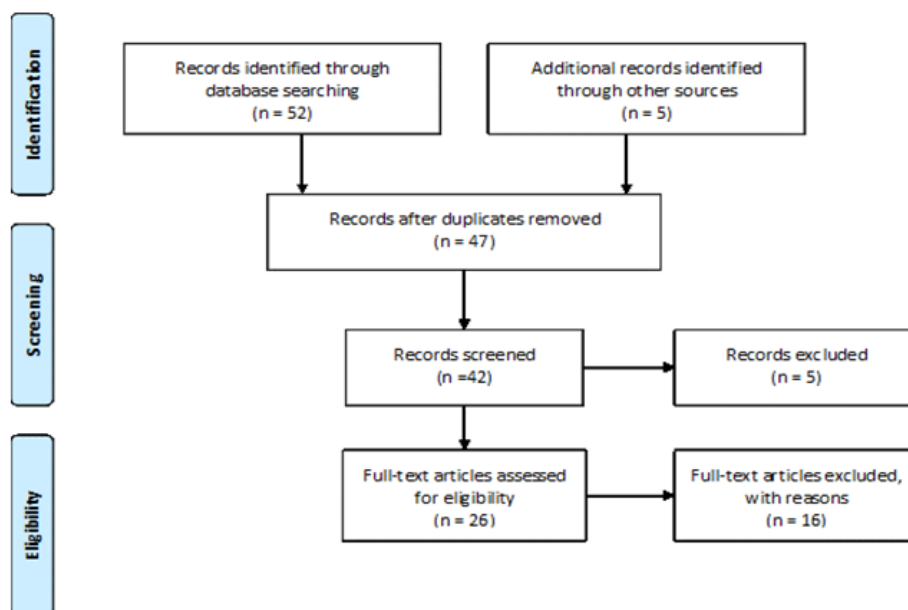 Identification
Records identified through
database searching
(n = 52)
Additional records identified
through other sources
(n = 5)
Records after duplicates removed
(n = 47)
Screening
Records screened
(n =42)
Records excluded
(n = 5)
Eligibility
Full-text articles assessed
for eligibility
(n = 26)
Full-text articles excluded,
with reasons
(n = 16)